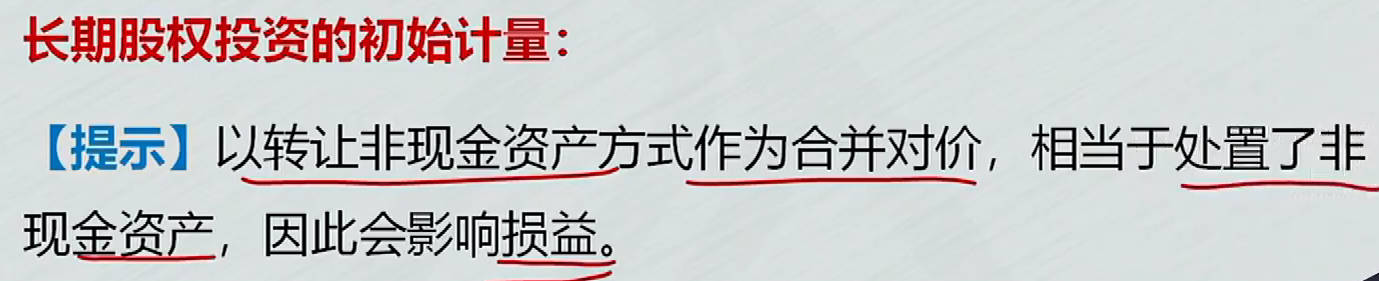 长期股权投资的初始计量：
【提示】以转让非现金资产方式作为合并对价，相当于处置了非
现金资产，因此会影响损益。